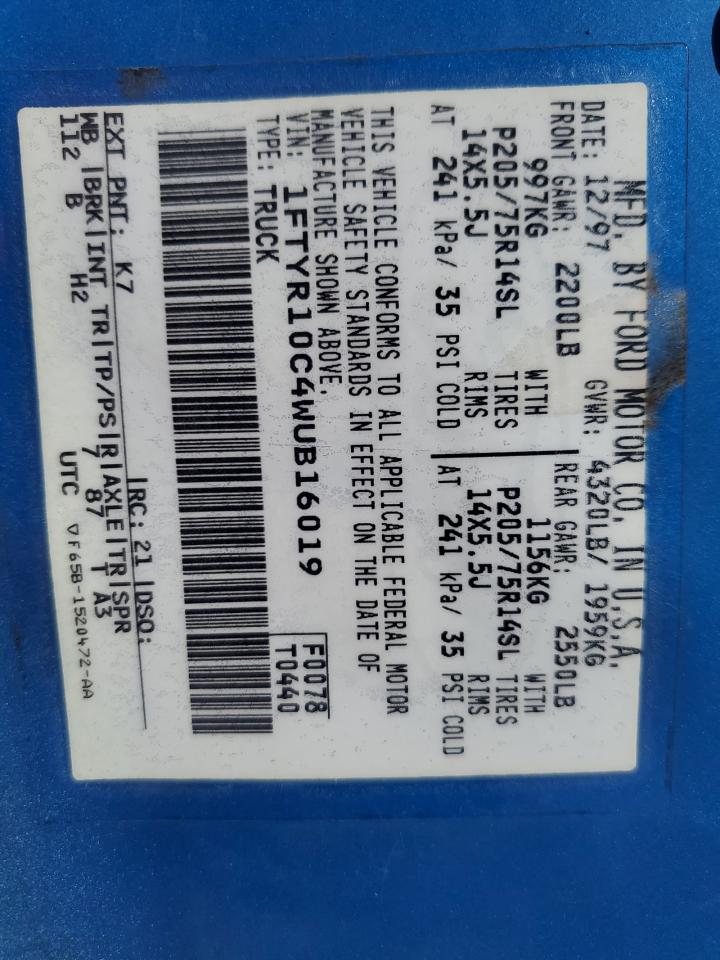 MFD. BY FORD MOTOR CO. IN U.S.A.
DATE: 12/97 GVWR: 4320LB/ 1959KG
FRONT GAWR: 2200LB REAR GAWR: 2550LB
997KG WITH 1156KG WITH
P205/75R14SL TIRES P205/75R14SL TIRES
14X5.5J RIMS 14X5.5J RIMS
AT 241 kPa/ 35 PSI COLD AT 241 kPa/ 35 PSI COLD
THIS VEHICLE CONFORMS TO ALL APPLICABLE FEDERAL MOTOR
VEHICLE SAFETY STANDARDS IN EFFECT ON THE DATE OF
MANUFACTURE SHOWN ABOVE.
VIN: 1FTYR10C4WUB16019 F0078
TYPE: TRUCK T0440
EXT PNT: K7 RC: 21 DSO:
WB BRK INT TR TP/PS R AXLE TR SPR
112 B H2 7 87 T A3
UTC ▽F65B-1520472-AA